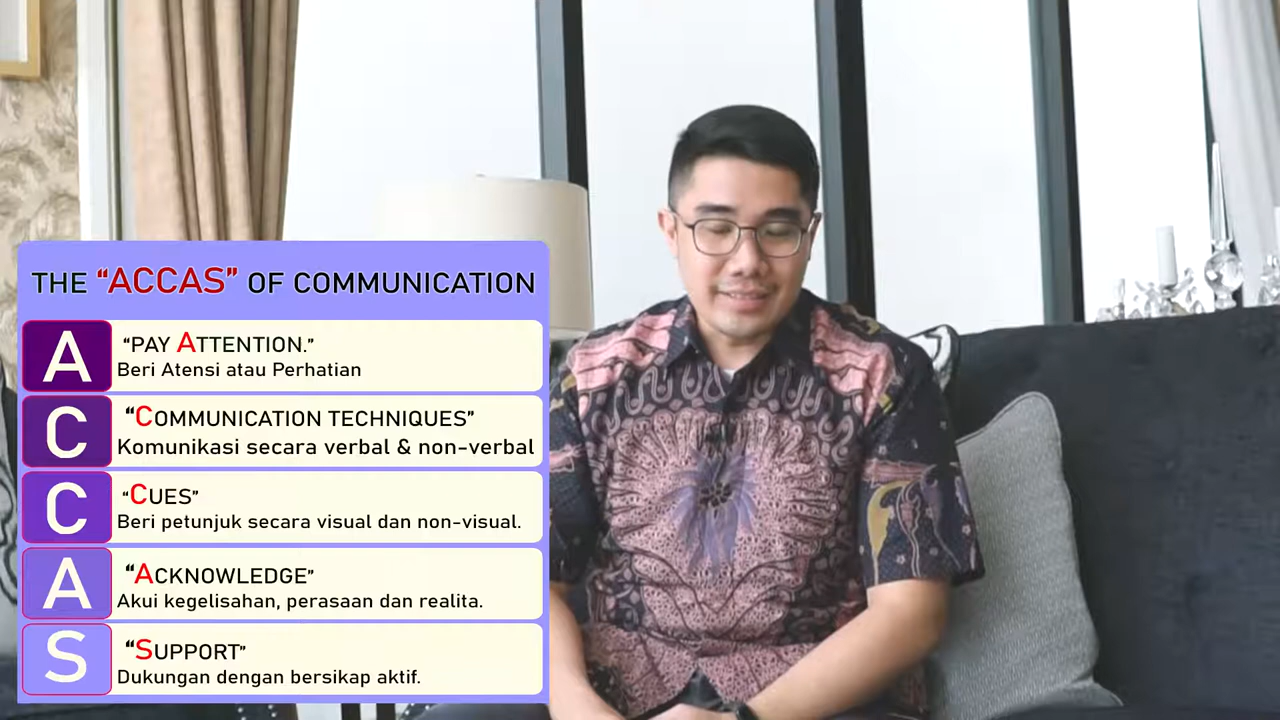 THE “ACCAS” OF COMMUNICATION
A
“PAY ATTENTION.”
Beri Atensi atau Perhatian
C
“COMMUNICATION TECHNIQUES”
Komunikasi secara verbal & non-verbal
C
“CUES”
Beri petunjuk secara visual dan non-visual.
A
“ACKNOWLEDGE”
Akui kegelisahan, perasaan dan realita.
S
“SUPPORT”
Dukungan dengan bersikap aktif.